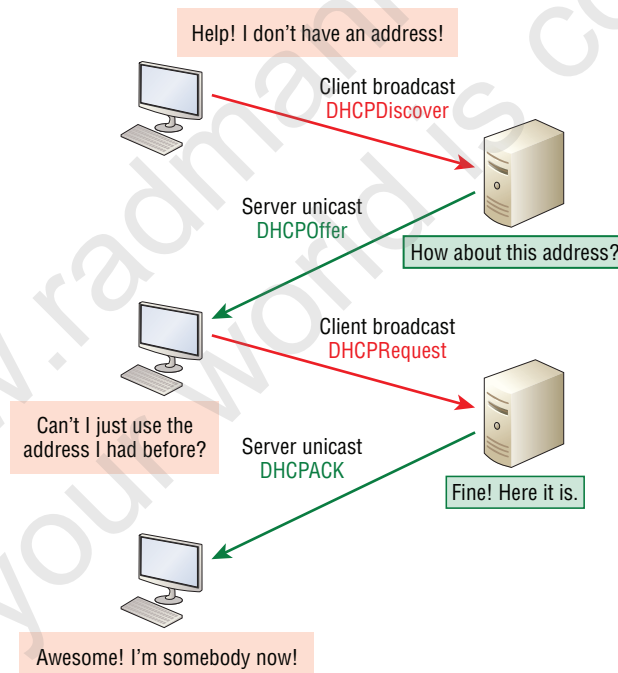 Help! I don't have an address!
Client broadcast
DHCPDiscover
Server unicast
DHCPOffer
How about this address?
Client broadcast
DHCPRequest
Can't I just use the
address I had before?
Server unicast
DHCPACK
Fine! Here it is.
Awesome! I'm somebody now!